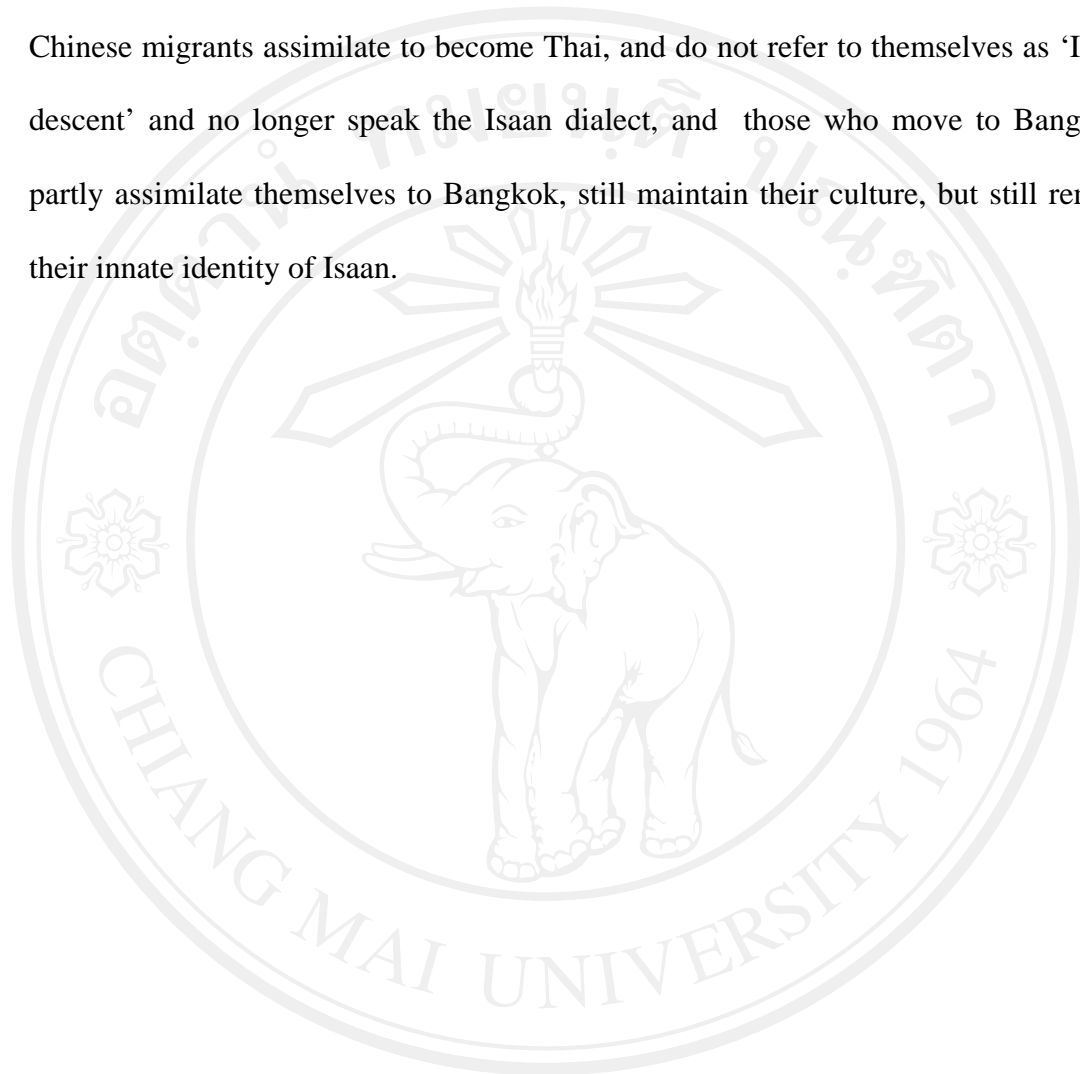 Chinese migrants assimilate to become Thai, and do not refer to themselves as ‘I
descent’ and no longer speak the Isaan dialect, and those who move to Bang
partly assimilate themselves to Bangkok, still maintain their culture, but still rer
their innate identity of Isaan.
CHIANG MAI UNIVERSITY 1964